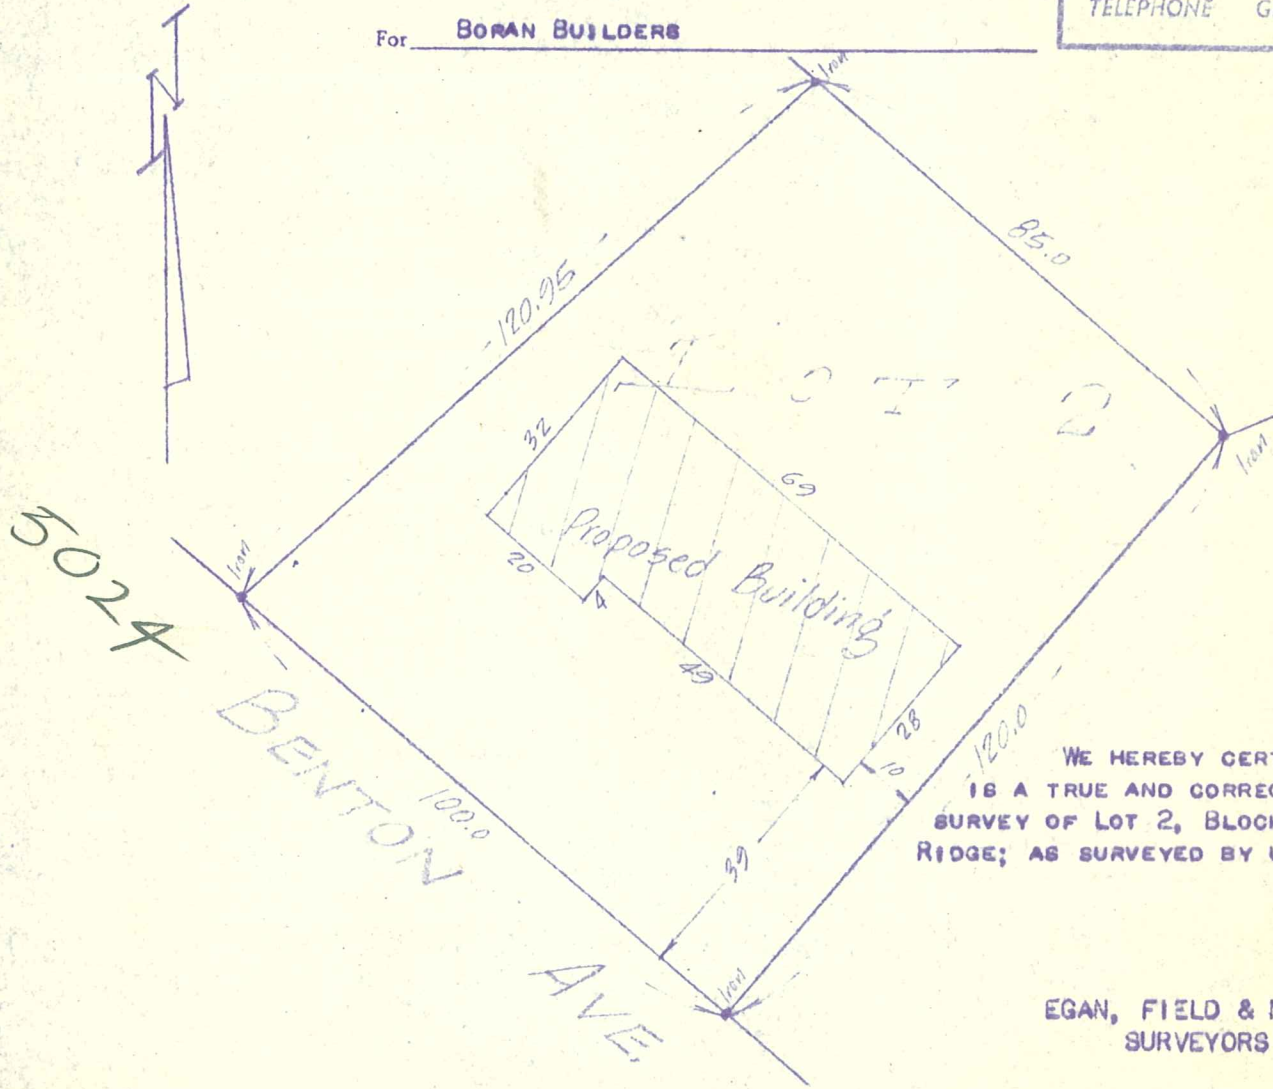 TELEPHONE G
For BORAN BUILDERS
N
Iron
85.0
120.95
LOT 2
Iron
32
69
Proposed Building
20
4
49
28
10
120.0
Iron
5024
BENTON AVE.
100.0
39
Iron
WE HEREBY CERT
IS A TRUE AND CORREC
SURVEY OF LOT 2, BLOC
RIDGE; AS SURVEYED BY
EGAN, FIELD &
SURVEYORS